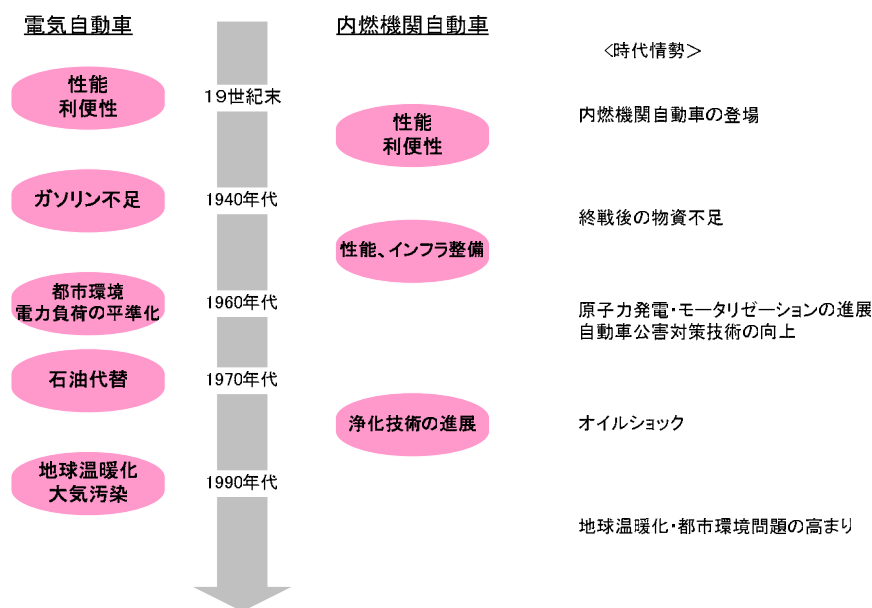 電気自動車
内燃機関自動車
<時代情勢>
性能
利便性
19世紀末
性能
利便性
内燃機関自動車の登場
ガソリン不足
1940年代
性能、インフラ整備
終戦後の物資不足
都市環境
電力負荷の平準化
1960年代
原子力発電・モータリゼーションの進展
自動車公害対策技術の向上
石油代替
1970年代
浄化技術の進展
オイルショック
地球温暖化
大気汚染
1990年代
地球温暖化・都市環境問題の高まり